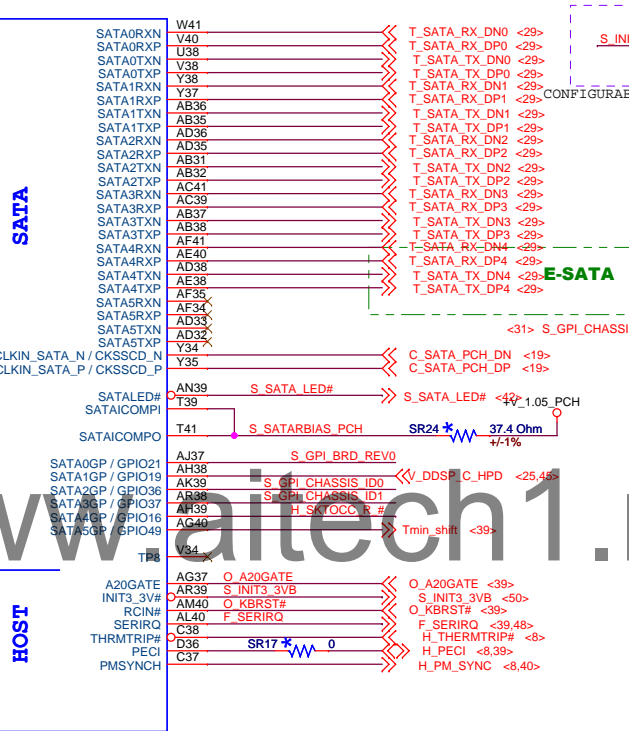 SATA
SATA0RXN W41 T_SATA_RX_DN0 <29>
SATA0RXP V40 T_SATA_RX_DP0 <29>
SATA0TXN U38 T_SATA_TX_DN0 <29>
SATA0TXP V38 T_SATA_TX_DP0 <29>
SATA1RXN Y38 T_SATA_RX_DN1 <29>
SATA1RXP Y37 T_SATA_RX_DP1 <29>
SATA1TXN AB36 T_SATA_TX_DN1 <29>
SATA1TXP AB35 T_SATA_TX_DP1 <29>
SATA2RXN AD36 T_SATA_RX_DN2 <29>
SATA2RXP AD35 T_SATA_RX_DP2 <29>
SATA2TXN AB31 T_SATA_TX_DN2 <29>
SATA2TXP AB32 T_SATA_TX_DP2 <29>
SATA3RXN AC41 T_SATA_RX_DN3 <29>
SATA3RXP AC39 T_SATA_RX_DP3 <29>
SATA3TXN AB37 T_SATA_TX_DN3 <29>
SATA3TXP AB38 T_SATA_TX_DP3 <29>
SATA4RXN AF41 T_SATA_RX_DN4 <29>
SATA4RXP AE40 T_SATA_RX_DP4 <29>
SATA4TXN AD38 T_SATA_TX_DN4 <29>
SATA4TXP AE38 T_SATA_TX_DP4 <29>
E-SATA
SATA5RXN AF35
SATA5RXP AF34
SATA5TXN AD33
SATA5TXP AD32
<31> S_GPI_CHASSI
CLKIN_SATA_N / CKSSCD_N Y34 C_SATA_PCH_DN <19>
CLKIN_SATA_P / CKSSCD_P Y35 C_SATA_PCH_DP <19>
SATALED# AN39 S_SATA_LED# S_SATA_LED# <42>
+V_1.05_PCH
SATAICOMPI T39
SATAICOMPO T41 S_SATARBIAS_PCH SR24 * 37.4 Ohm
+/-1%
SATA0GP / GPIO21 AJ37 S_GPI_BRD_REV0
SATA1GP / GPIO19 AH38 V_DDSP_C_HPD <25,45>
SATA2GP / GPIO36 AK39 S_GPI_CHASSIS_ID0
SATA3GP / GPIO37 AR38 S_GPI_CHASSIS_ID1
SATA4GP / GPIO16 AH39 H_SKTOCC_R_#
SATA5GP / GPIO49 AG40 Tmin_shift <39>
TP8 V34
HOST
A20GATE AG37 O_A20GATE O_A20GATE <39>
INIT3_3V# AR39 S_INIT3_3VB S_INIT3_3VB <50>
RCIN# AM40 O_KBRST# O_KBRST# <39>
SERIRQ AL40 F_SERIRQ F_SERIRQ <39,48>
THRMTRIP# C38 H_THERMTRIP# <8>
PECI D36 SR17 * 0 H_PECI <8,39>
PMSYNCH C37 H_PM_SYNC <8,40>
S_INI
CONFIGURAB
ww.aitech1.